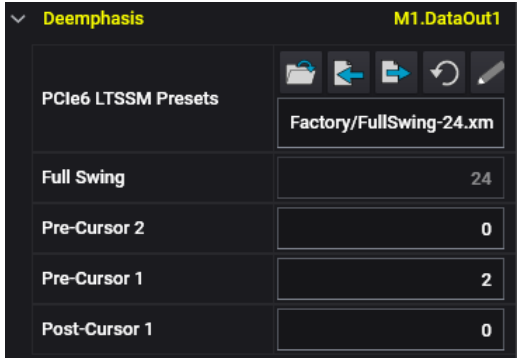 Deemphasis M1.DataOut1
PCIe6 LTSSM Presets
Factory/FullSwing-24.xm
Full Swing 24
Pre-Cursor 2 0
Pre-Cursor 1 2
Post-Cursor 1 0